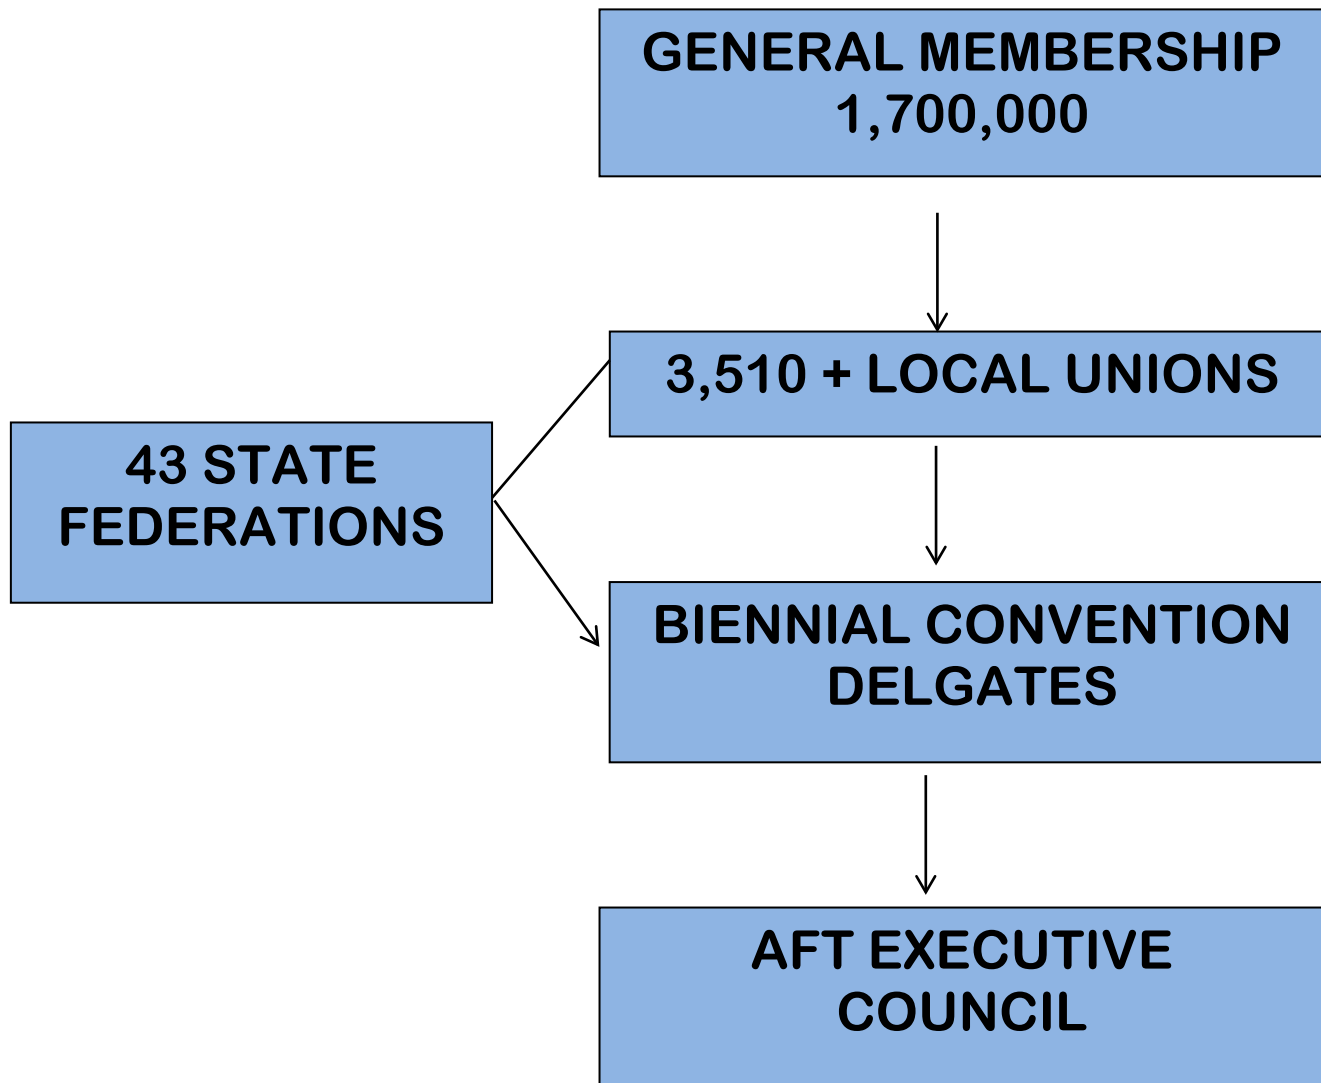 GENERAL MEMBERSHIP
1,700,000
3,510 + LOCAL UNIONS
43 STATE
FEDERATIONS
BIENNIAL CONVENTION
DELGATES
AFT EXECUTIVE
COUNCIL